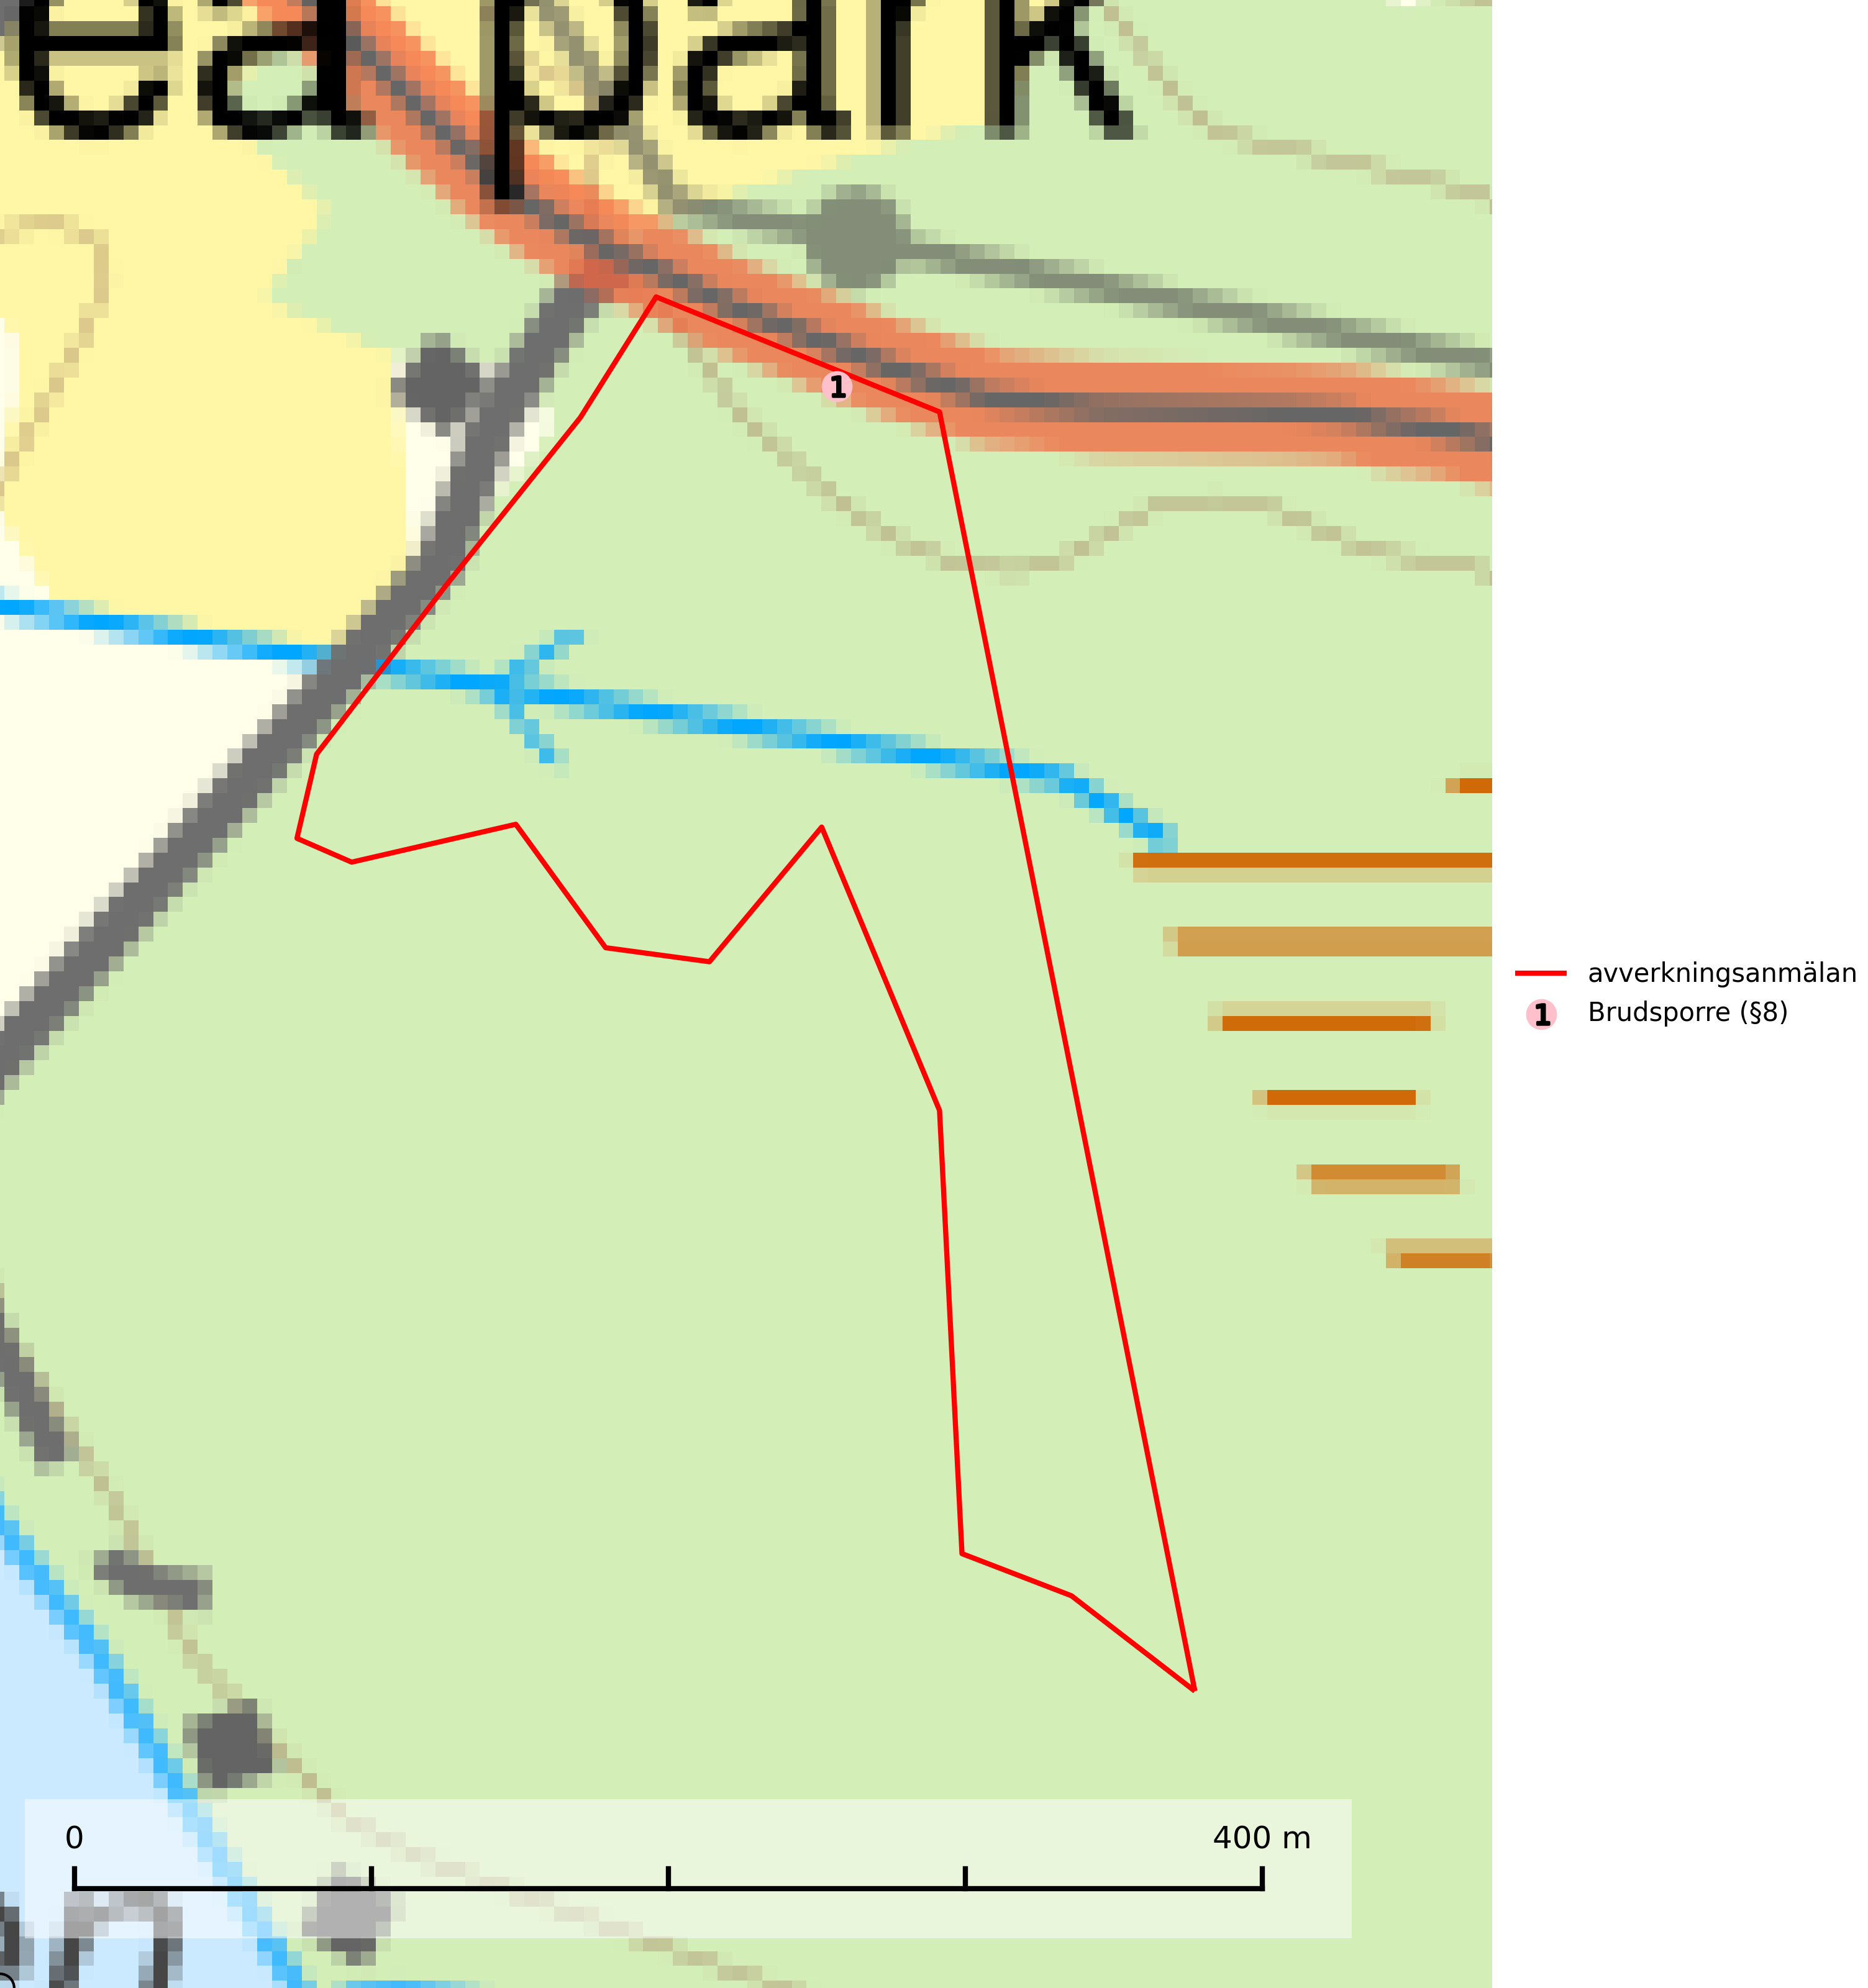 ea park
1
avverkningsanmälan
1 Brudsporre (§8)
0 400 m